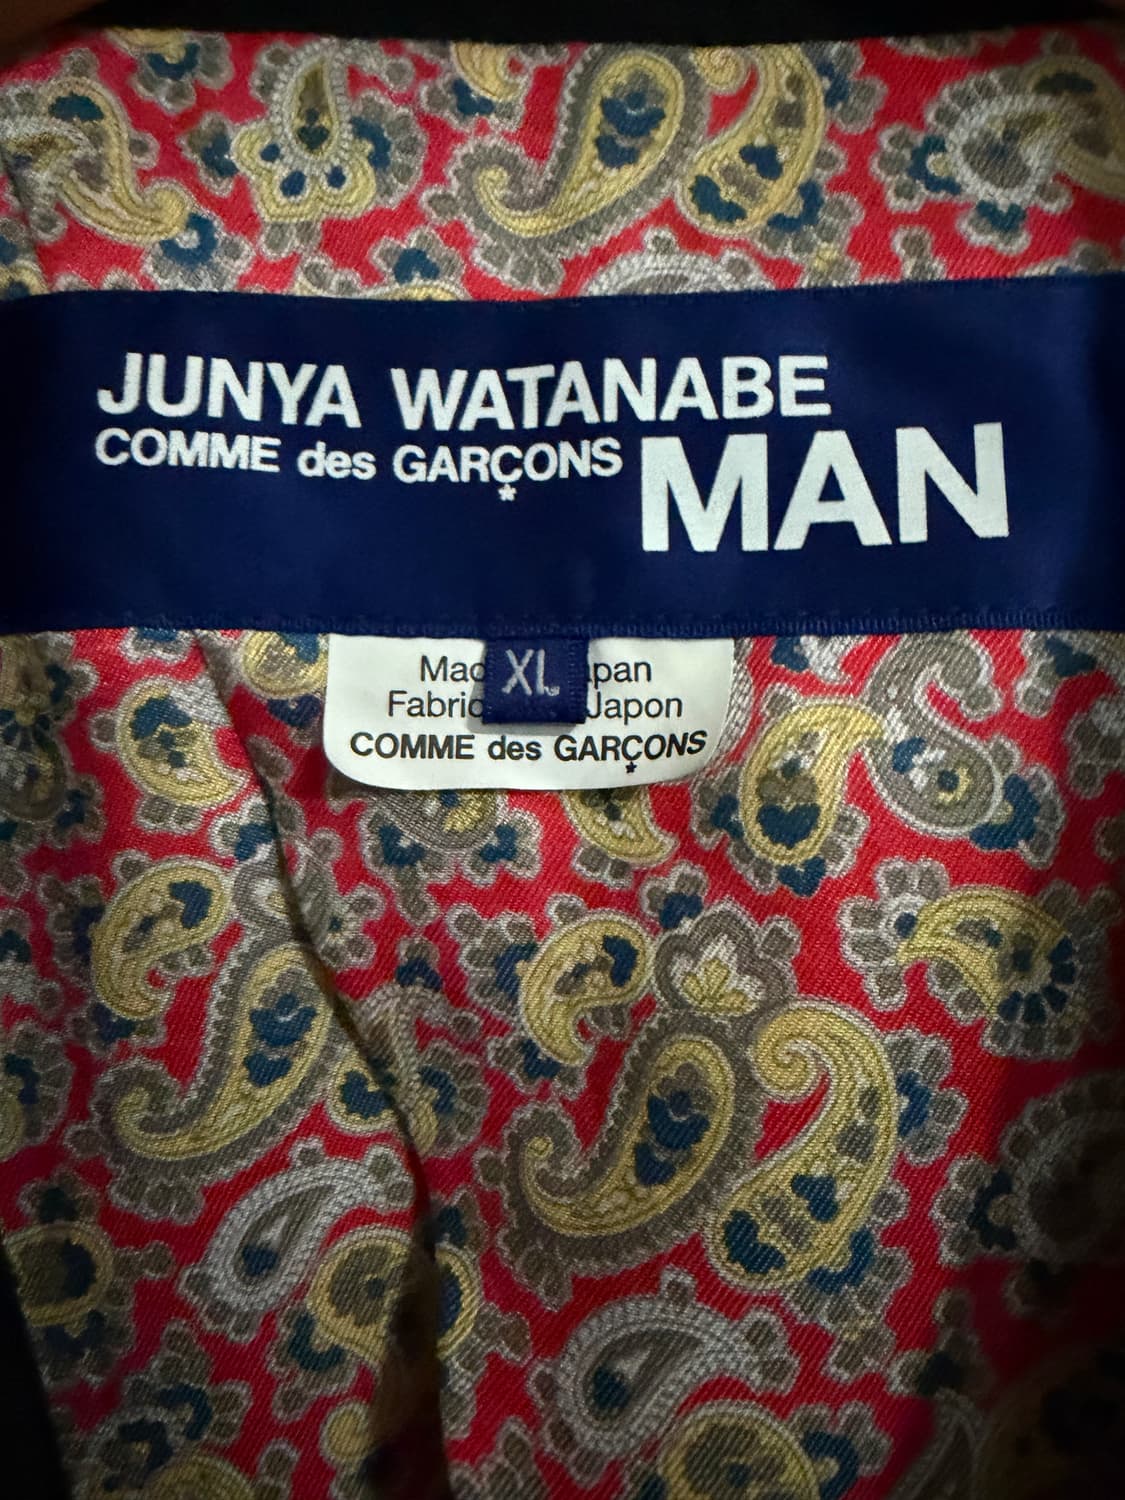 JUNYA WATANABE
COMME des GARÇONS MAN
XL
Japon
COMME des GARÇONS